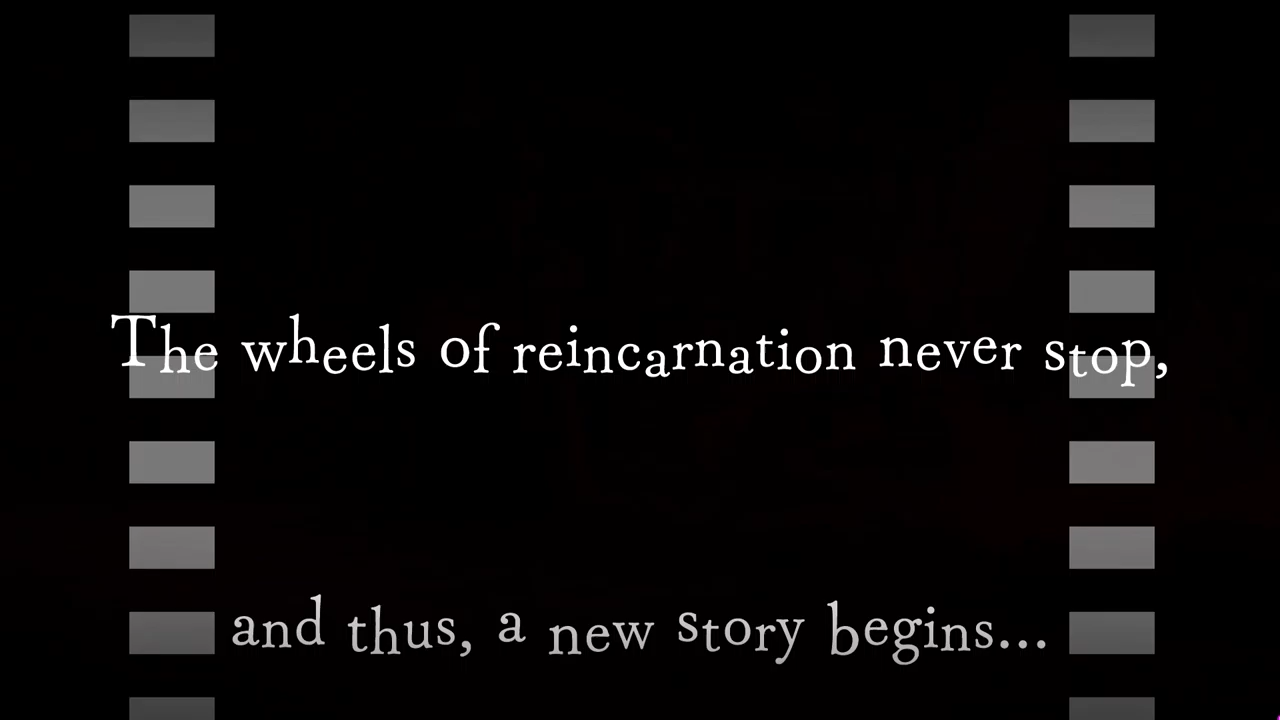 The wheels of reincarnation never stop,
and thus, a new story begins...